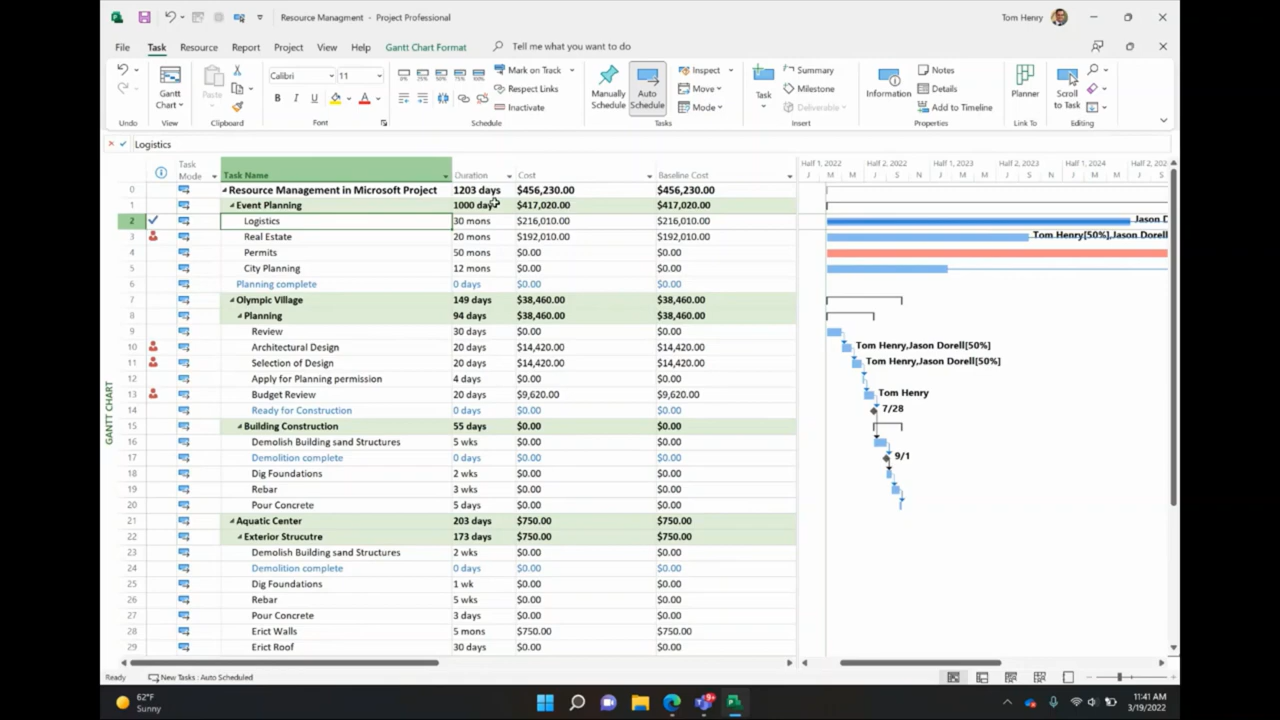 Resource Managment - Project Professional
Tom Henry
File Task Resource Report Project View Help Gantt Chart Format Tell me what you want to do
Undo
Gantt Chart
View
Paste
Clipboard
Calibri 11
B I U A
Font
0% 25% 50% 75% 100%
Mark on Track
Respect Links
Inactivate
Schedule
Manually Schedule
Auto Schedule
Inspect
Move
Mode
Tasks
Task
Summary
Milestone
Deliverable
Insert
Information
Notes
Details
Add to Timeline
Properties
Planner
Link To
Scroll to Task
Editing
Logistics
Task Mode Task Name Duration Cost Baseline Cost
Half 1, 2022 Half 2, 2022 Half 1, 2023 Half 2, 2023 Half 1, 2024 Half 2, 202
J M M J S N J M M J S N J M M J S
0 Resource Management in Microsoft Project 1203 days $456,230.00 $456,230.00
1 Event Planning 1000 days $417,020.00 $417,020.00
2 Logistics 30 mons $216,010.00 $216,010.00 Jason D
3 Real Estate 20 mons $192,010.00 $192,010.00 Tom Henry[50%],Jason Dorell
4 Permits 50 mons $0.00 $0.00
5 City Planning 12 mons $0.00 $0.00
6 Planning complete 0 days $0.00 $0.00
7 Olympic Village 149 days $38,460.00 $38,460.00
8 Planning 94 days $38,460.00 $38,460.00
9 Review 30 days $0.00 $0.00
10 Architectural Design 20 days $14,420.00 $14,420.00 Tom Henry,Jason Dorell[50%]
11 Selection of Design 20 days $14,420.00 $14,420.00 Tom Henry,Jason Dorell[50%]
12 Apply for Planning permission 4 days $0.00 $0.00
13 Budget Review 20 days $9,620.00 $9,620.00 Tom Henry
14 Ready for Construction 0 days $0.00 $0.00 7/28
15 Building Construction 55 days $0.00 $0.00
16 Demolish Building sand Structures 5 wks $0.00 $0.00
17 Demolition complete 0 days $0.00 $0.00 9/1
18 Dig Foundations 2 wks $0.00 $0.00
19 Rebar 3 wks $0.00 $0.00
20 Pour Concrete 5 days $0.00 $0.00
21 Aquatic Center 203 days $750.00 $750.00
22 Exterior Strucutre 173 days $750.00 $750.00
23 Demolish Building sand Structures 2 wks $0.00 $0.00
24 Demolition complete 0 days $0.00 $0.00
25 Dig Foundations 1 wk $0.00 $0.00
26 Rebar 5 wks $0.00 $0.00
27 Pour Concrete 3 days $0.00 $0.00
28 Erict Walls 5 mons $750.00 $750.00
29 Erict Roof 30 days $0.00 $0.00
GANTT CHART
Ready New Tasks : Auto Scheduled
62°F
Sunny
11:41 AM
3/19/2022